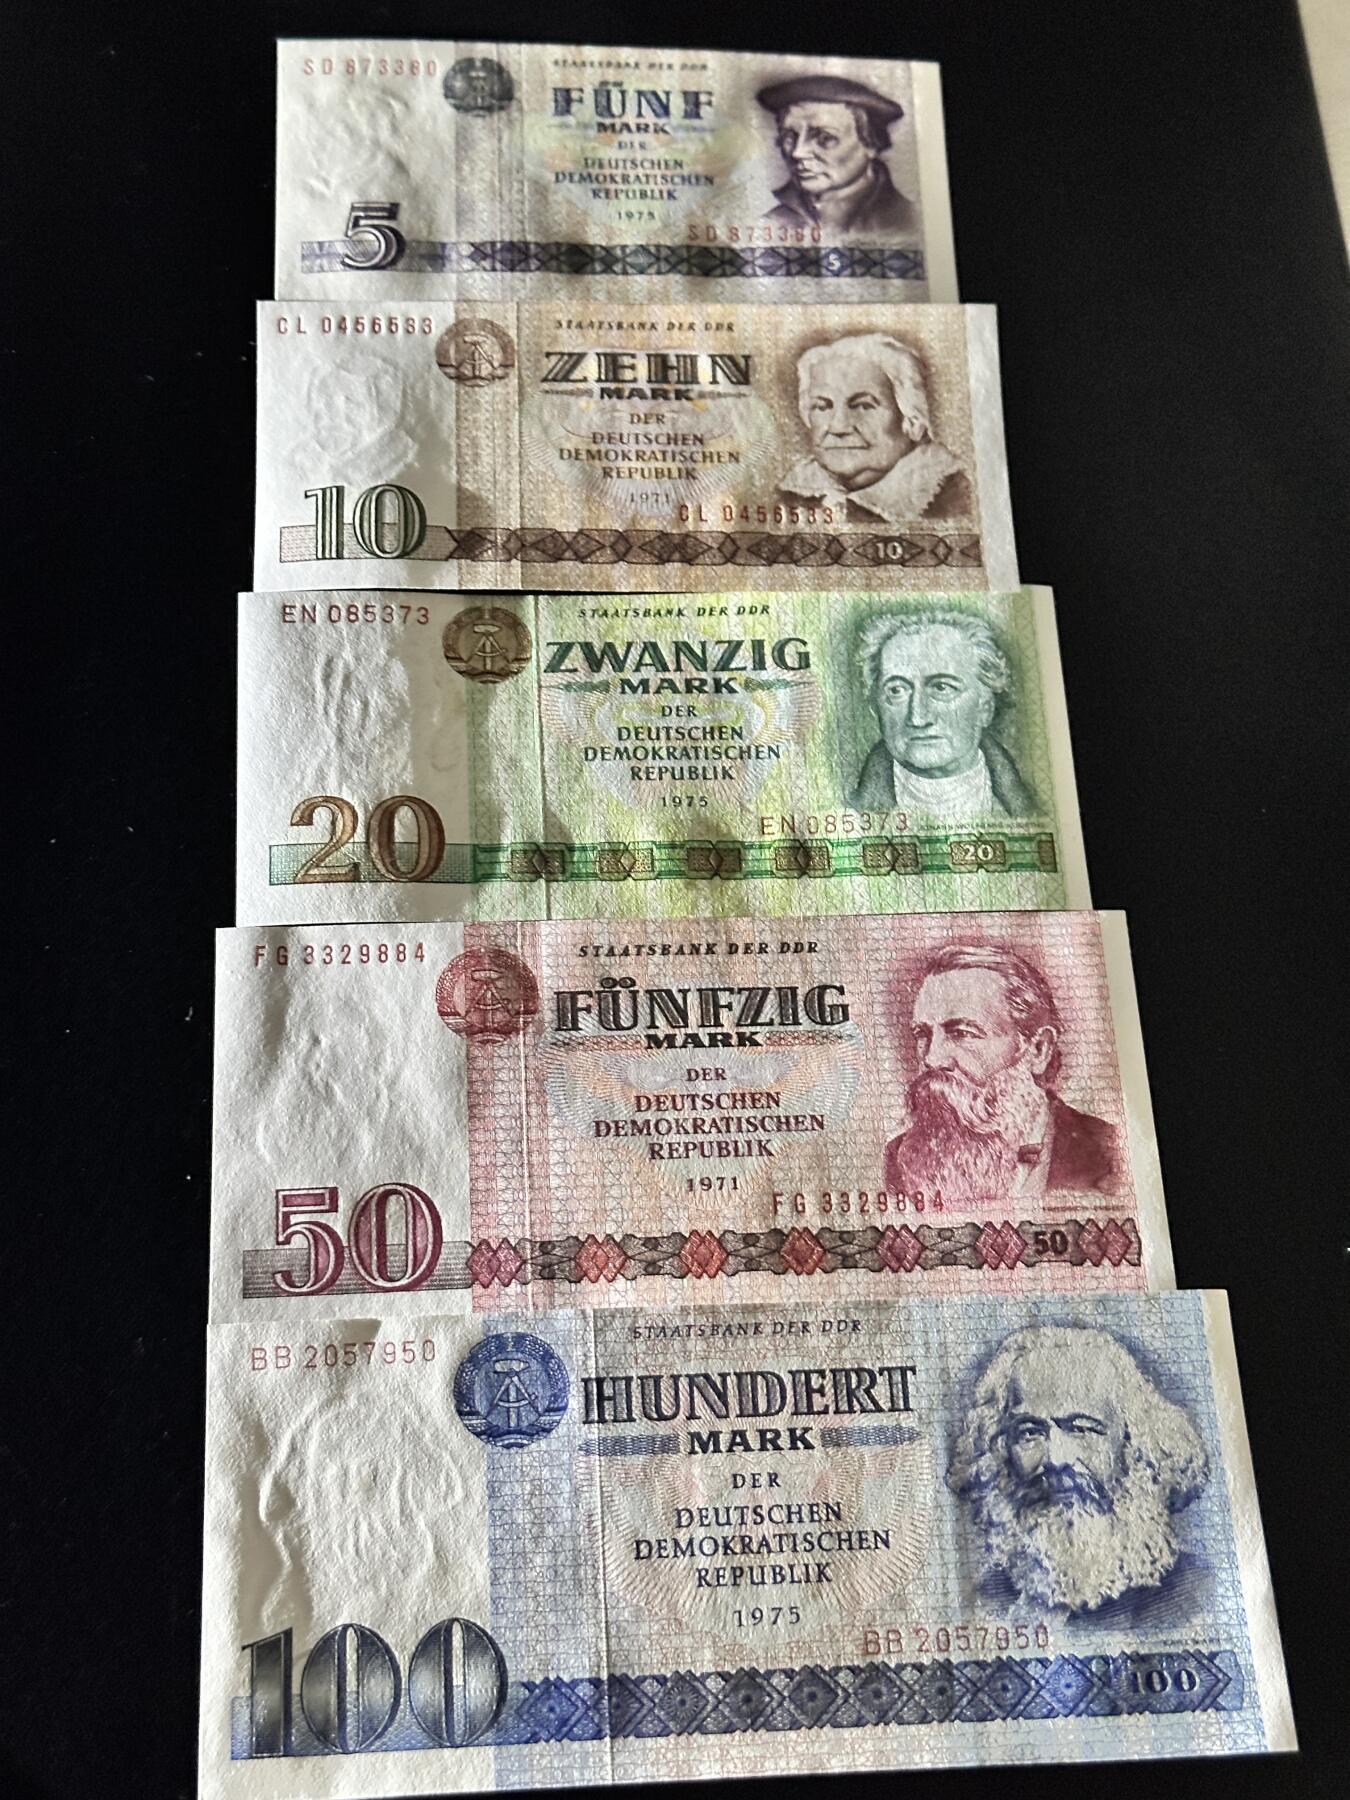 SD 873380
STAATSBANK DER DDR
FÜNF
MARK
DER
DEUTSCHEN
DEMOKRATISCHEN
REPUBLIK
1975
SD 873380
5
5
CL 0456533
STAATSBANK DER DDR
ZEHN
MARK
DER
DEUTSCHEN
DEMOKRATISCHEN
REPUBLIK
1971
CL 0456533
10
10
EN 085373
STAATSBANK DER DDR
ZWANZIG
MARK
DER
DEUTSCHEN
DEMOKRATISCHEN
REPUBLIK
1975
EN 085373
20
20
FG 3329884
STAATSBANK DER DDR
FÜNFZIG
MARK
DER
DEUTSCHEN
DEMOKRATISCHEN
REPUBLIK
1971
FG 3329884
50
50
BB 2057950
STAATSBANK DER DDR
HUNDERT
MARK
DER
DEUTSCHEN
DEMOKRATISCHEN
REPUBLIK
1975
BB 2057950
100
100